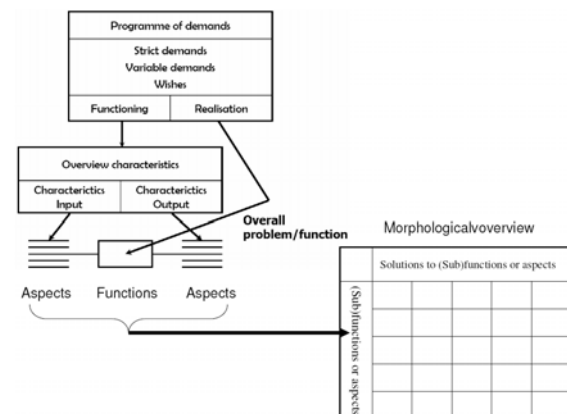 Programme of demands
Strict demands
Variable demands
Wishes
Functioning
Realisation
Overview characteristics
Characterictics
Input
Characterictics
Output
Overall
problem/function
Aspects
Functions
Aspects
Morphologicalvoverview
Solutions to (Sub)functions or aspects
(Sub)functions or aspects